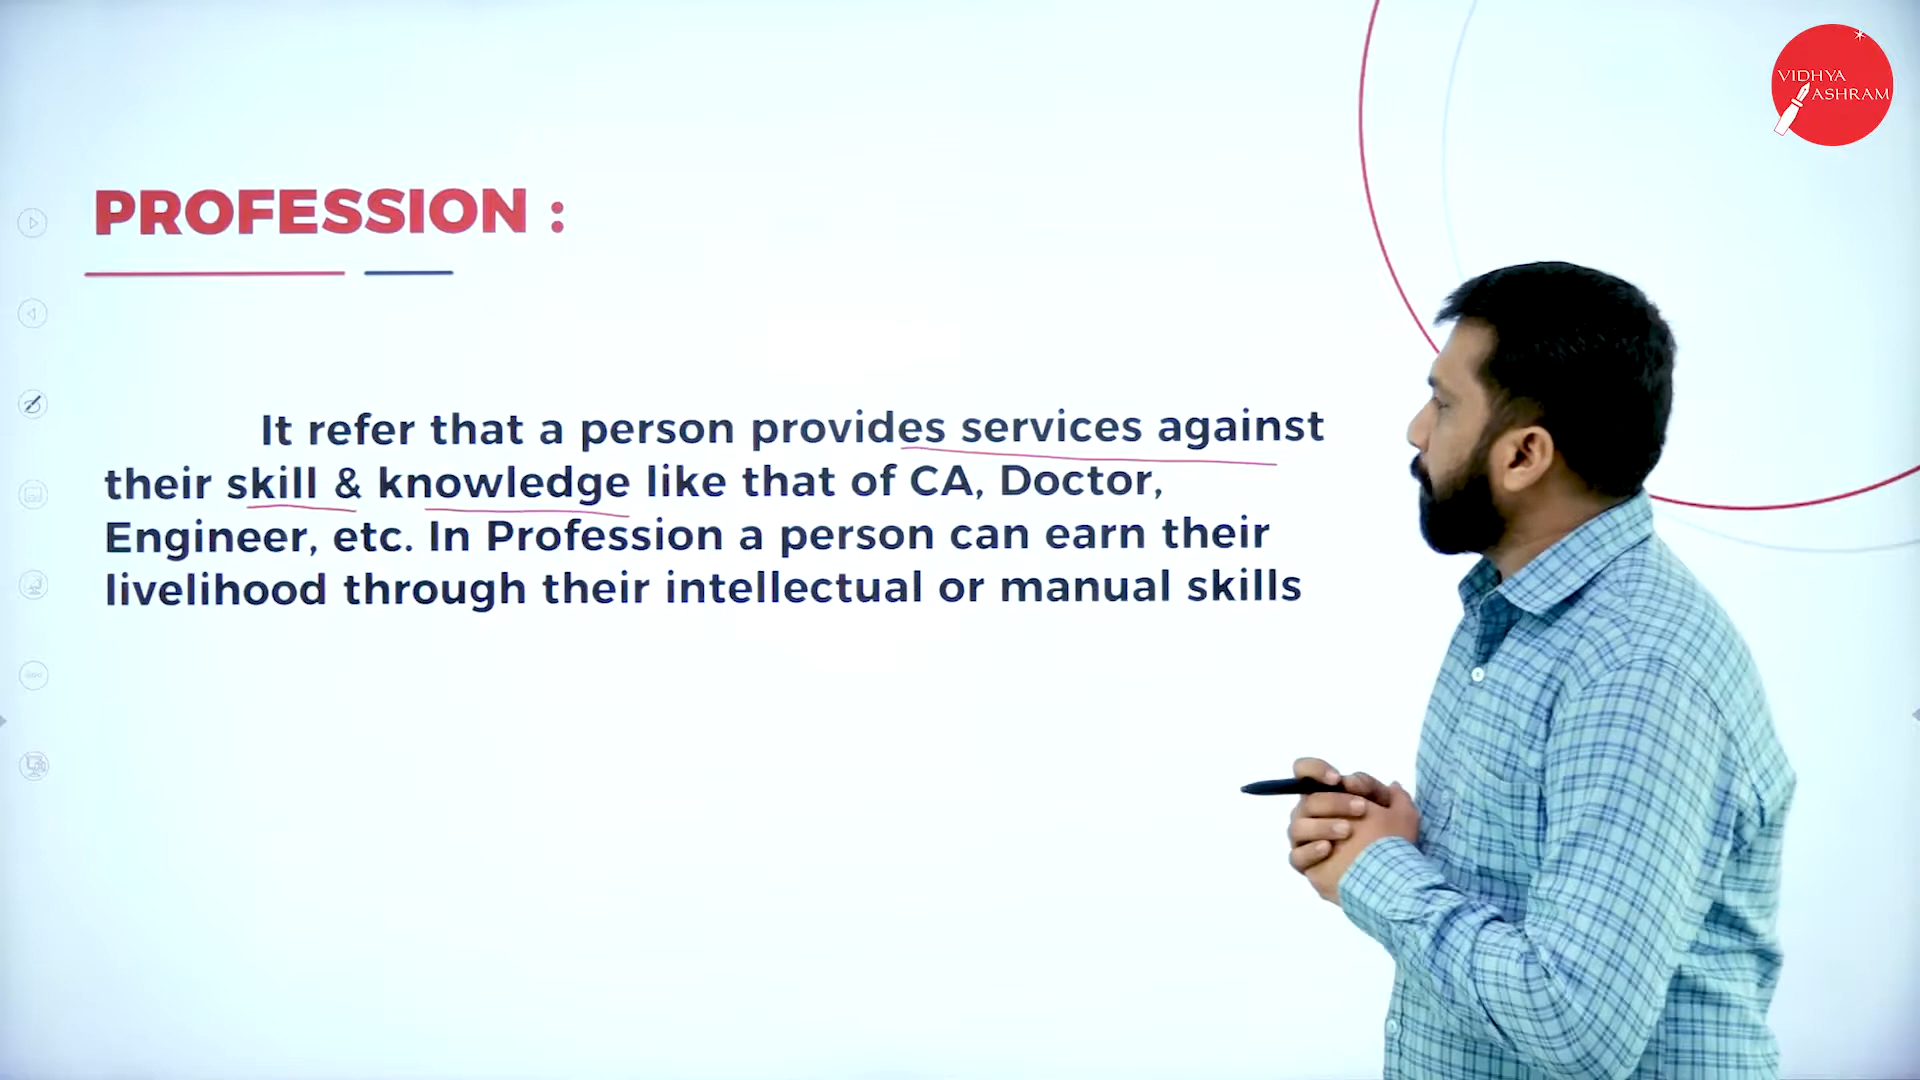 VIDHYA
ASHRAM
PROFESSION :
It refer that a person provides services against
their skill & knowledge like that of CA, Doctor,
Engineer, etc. In Profession a person can earn their
livelihood through their intellectual or manual skills